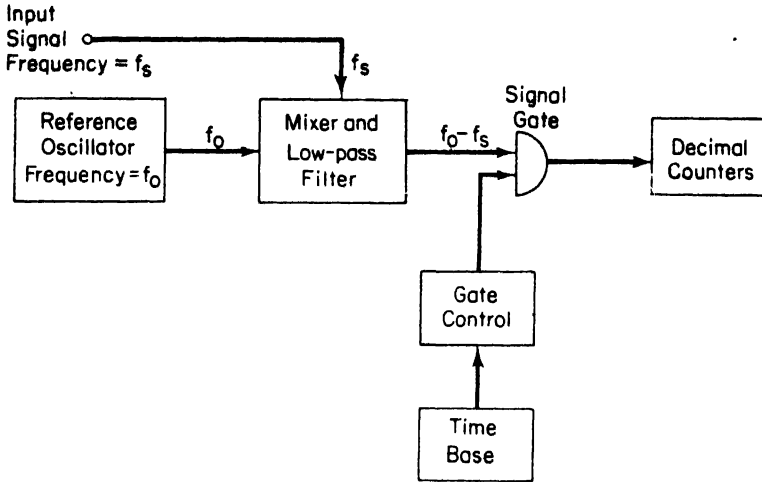 Input
Signal
Frequency = fs
fs
Reference
Oscillator
Frequency = fo
fo
Mixer and
Low-pass
Filter
fo - fs
Signal
Gate
Decimal
Counters
Gate
Control
Time
Base